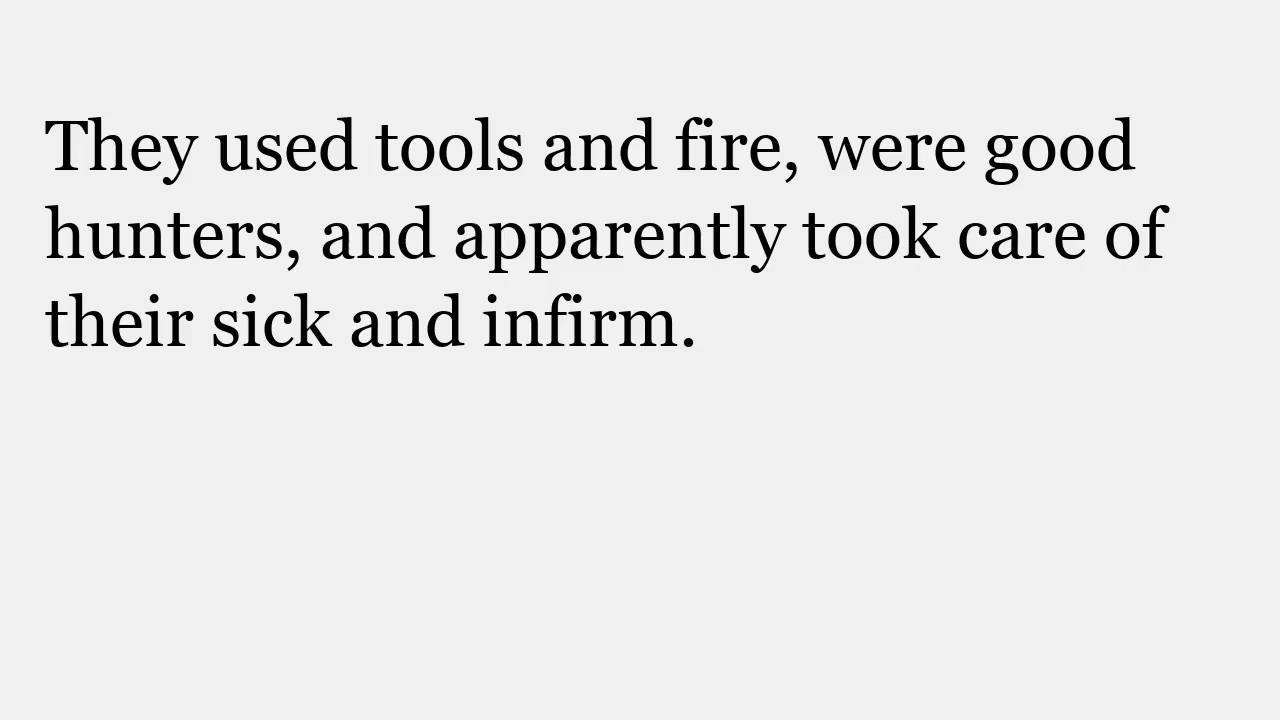 They used tools and fire, were good
hunters, and apparently took care of
their sick and infirm.